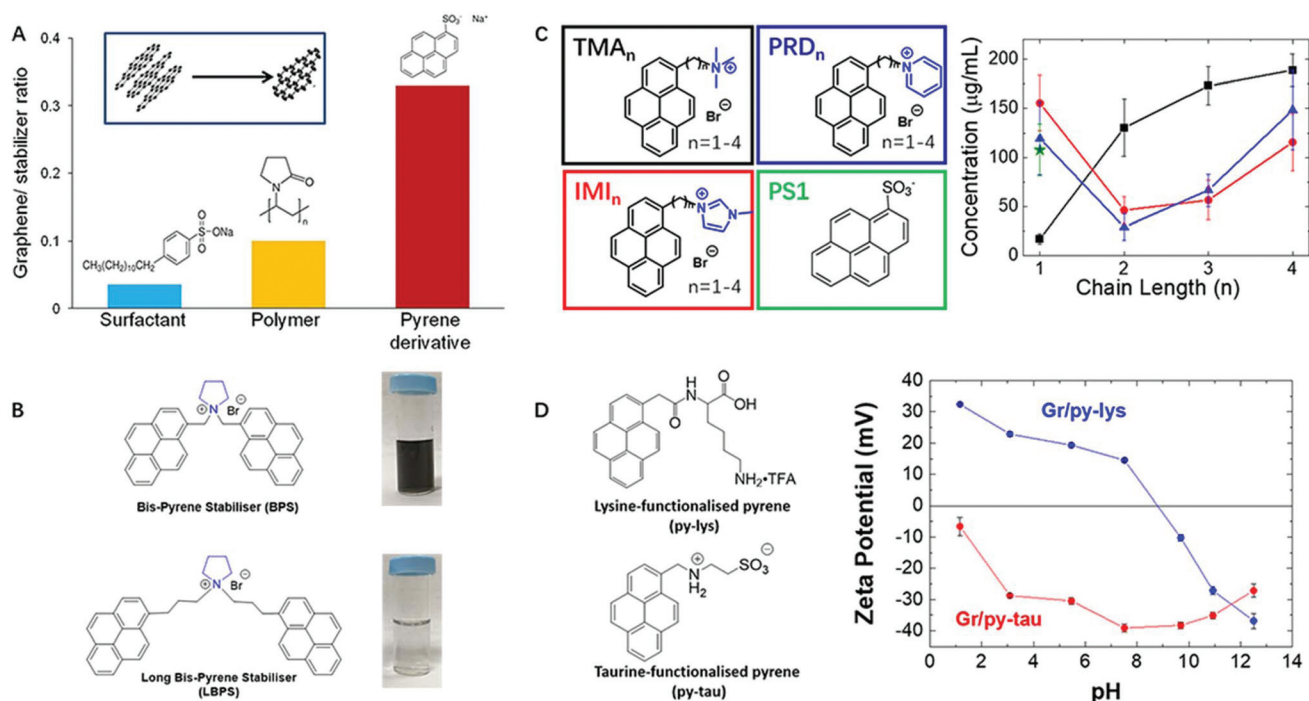 A
0.4
0.3
0.2
0.1
0
Graphene/ stabilizer ratio
SO₃⁻ Na⁺
N
O
n
CH₃(CH₂)₁₀CH₂
O
S
ONa
O
Surfactant
Polymer
Pyrene
derivative
B
N
⊕
Br⊖
Bis-Pyrene Stabiliser (BPS)
N
⊕
Br⊖
Long Bis-Pyrene Stabiliser
(LBPS)
C
TMAₙ
n
N
⊕
Br⊖
n=1-4
PRDₙ
n
N
⊕
Br⊖
n=1-4
IMIₙ
n
N
⊕
N
Br⊖
n=1-4
PS1
SO₃⁻
Concentration (µg/mL)
200
150
100
50
0
1
2
3
4
Chain Length (n)
D
H
N
O
O
OH
NH₂•TFA
Lysine-functionalised pyrene
(py-lys)
⊕
N
H₂
SO₃
⊖
Taurine-functionalised pyrene
(py-tau)
Zeta Potential (mV)
40
30
20
10
0
-10
-20
-30
-40
Gr/py-lys
Gr/py-tau
0
2
4
6
8
10
12
14
pH